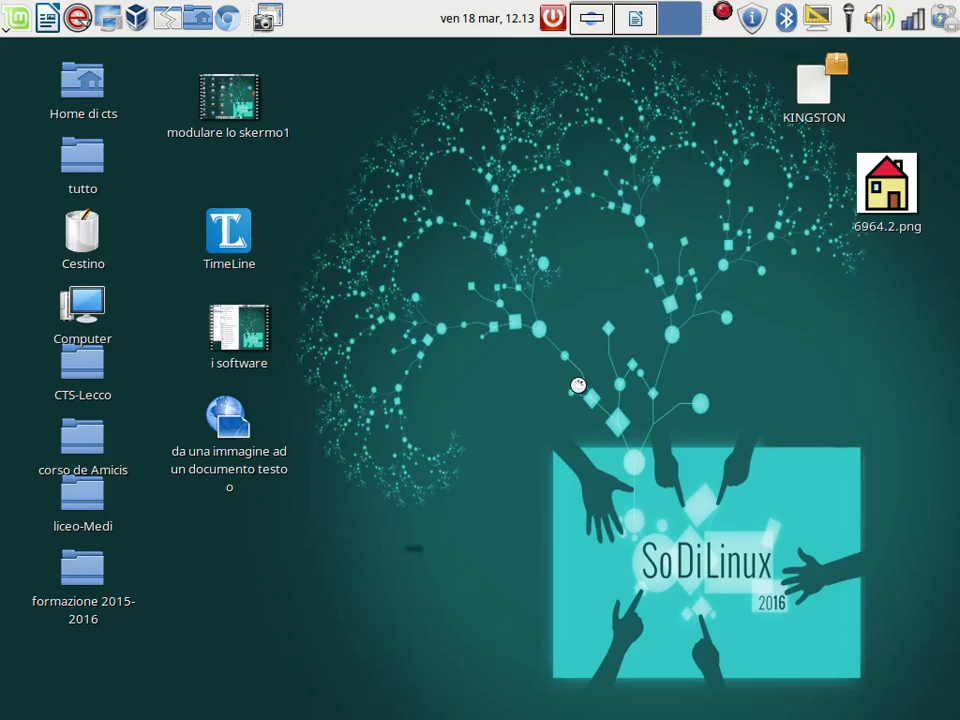 ven 18 mar, 12.13
Home di cts
modulare lo skermo1
KINGSTON
tutto
6964.2.png
Cestino
T
TimeLine
Computer
i software
CTS-Lecco
da una immagine ad
un documento testo
o
corso de Amicis
liceo-Medi
SoDiLinux
2016
formazione 2015-
2016